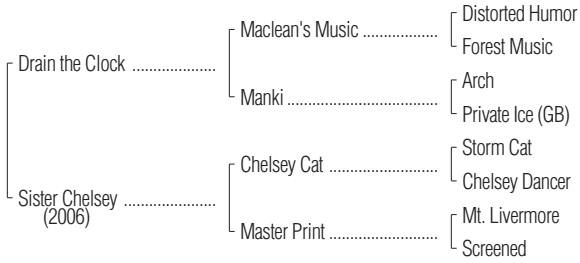 Distorted Humor
Maclean's Music ..................
Forest Music
Drain the Clock ....................
Arch
Manki ....................................
Private Ice (GB)
Storm Cat
Chelsey Cat ..........................
Chelsey Dancer
Sister Chelsey ......................
(2006)
Mt. Livermore
Master Print ..........................
Screened